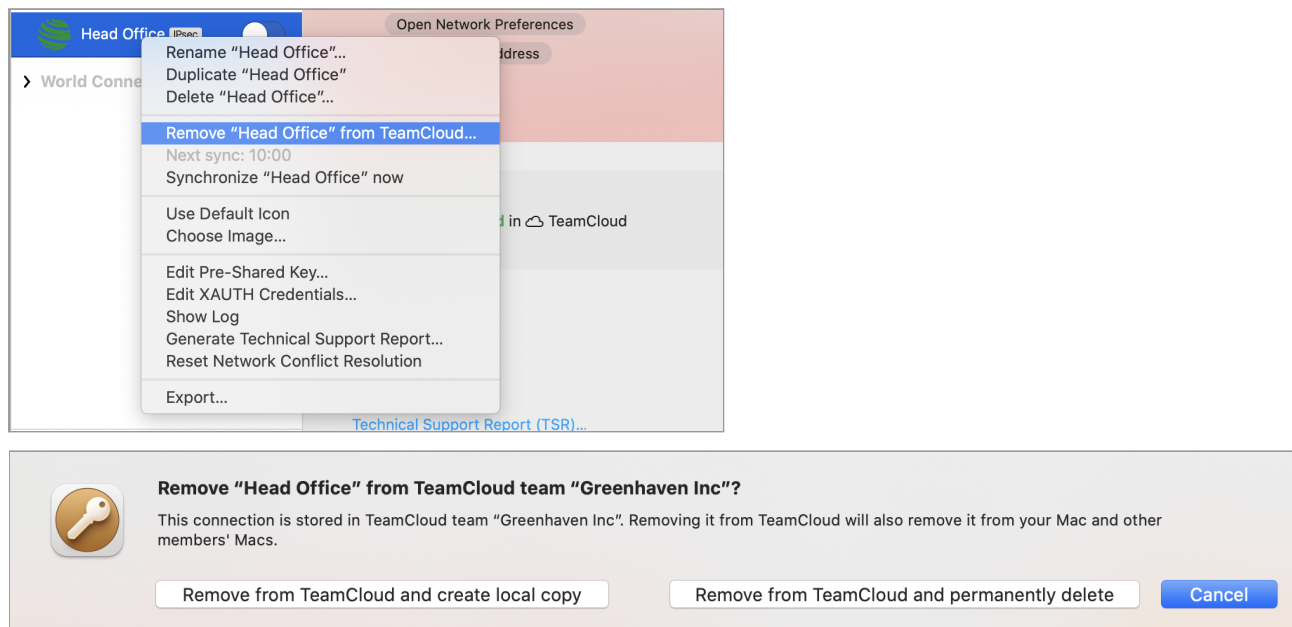 Head Office IPsec
Open Network Preferences
ddress
World Conne
Rename “Head Office”...
Duplicate “Head Office”
Delete “Head Office”...
Remove “Head Office” from TeamCloud...
Next sync: 10:00
Synchronize “Head Office” now
Use Default Icon
Choose Image...
in TeamCloud
Edit Pre-Shared Key...
Edit XAUTH Credentials...
Show Log
Generate Technical Support Report...
Reset Network Conflict Resolution
Export...
Technical Support Report (TSR)...
Remove “Head Office” from TeamCloud team “Greenhaven Inc”?
This connection is stored in TeamCloud team “Greenhaven Inc”. Removing it from TeamCloud will also remove it from your Mac and other
members' Macs.
Remove from TeamCloud and create local copy
Remove from TeamCloud and permanently delete
Cancel